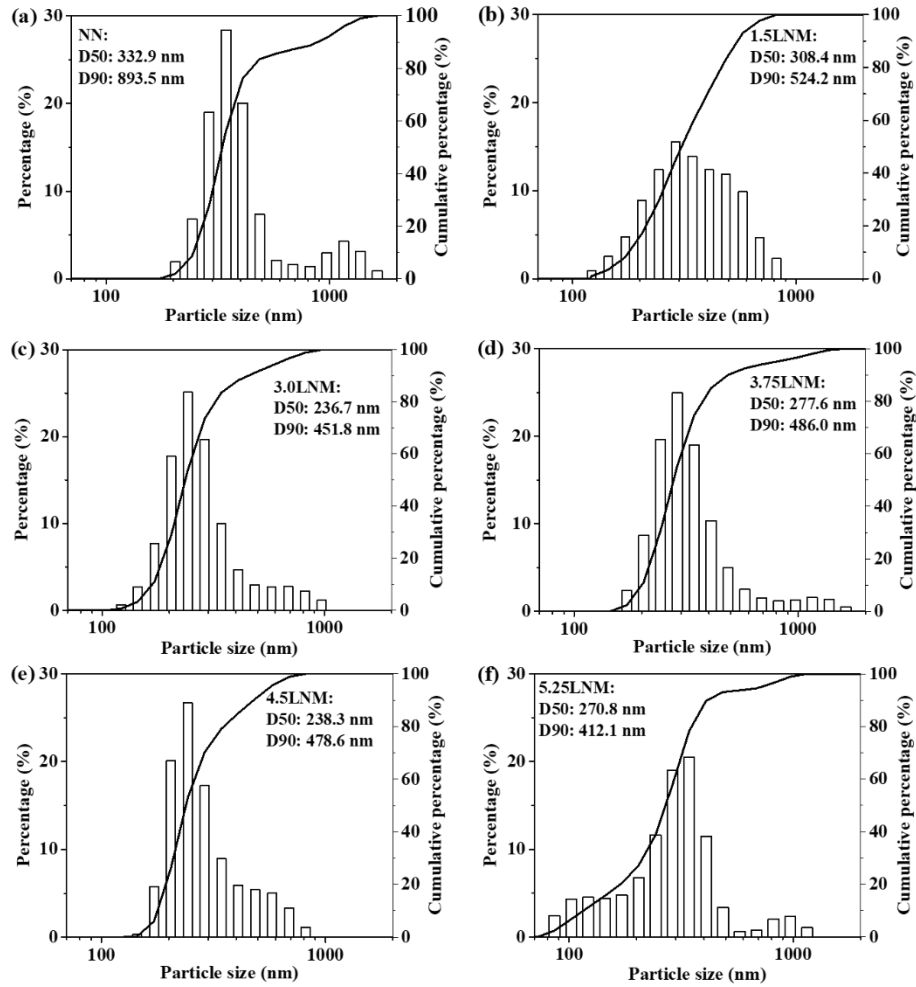 (a)
NN:
D50: 332.9 nm
D90: 893.5 nm
Percentage (%)
30
20
10
0
Cumulative percentage (%)
100
80
60
40
20
0
100
1000
Particle size (nm)
(b)
1.5LNM:
D50: 308.4 nm
D90: 524.2 nm
Percentage (%)
30
20
10
0
Cumulative percentage (%)
100
80
60
40
20
0
100
1000
Particle size (nm)
(c)
3.0LNM:
D50: 236.7 nm
D90: 451.8 nm
Percentage (%)
30
20
10
0
Cumulative percentage (%)
100
80
60
40
20
0
100
1000
Particle size (nm)
(d)
3.75LNM:
D50: 277.6 nm
D90: 486.0 nm
Percentage (%)
30
20
10
0
Cumulative percentage (%)
100
80
60
40
20
0
100
1000
Particle size (nm)
(e)
4.5LNM:
D50: 238.3 nm
D90: 478.6 nm
Percentage (%)
30
20
10
0
Cumulative percentage (%)
100
80
60
40
20
0
100
1000
Particle size (nm)
(f)
5.25LNM:
D50: 270.8 nm
D90: 412.1 nm
Percentage (%)
30
20
10
0
Cumulative percentage (%)
100
80
60
40
20
0
100
1000
Particle size (nm)